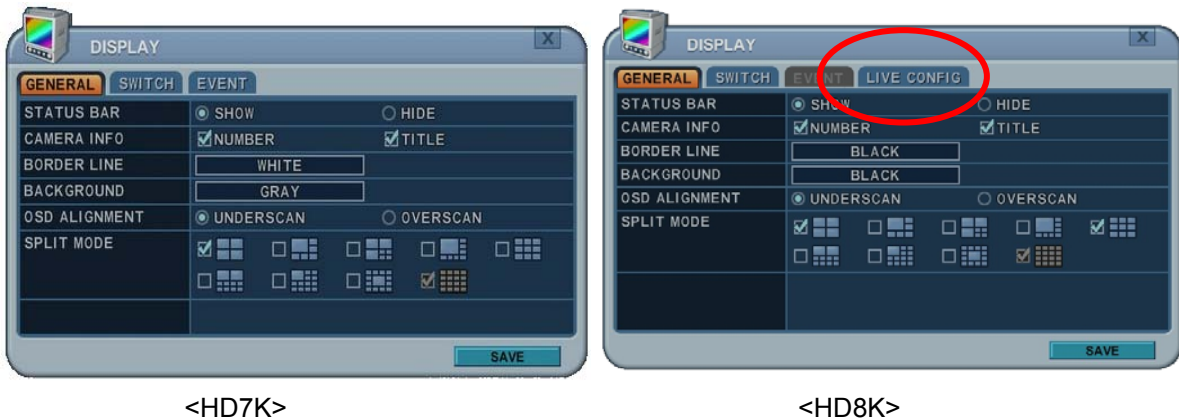 DISPLAY
X
GENERAL SWITCH EVENT
STATUS BAR SHOW HIDE
CAMERA INFO NUMBER TITLE
BORDER LINE WHITE
BACKGROUND GRAY
OSD ALIGNMENT UNDERSCAN OVERSCAN
SPLIT MODE
SAVE
<HD7K>
DISPLAY
X
GENERAL SWITCH EVENT LIVE CONFIG
STATUS BAR SHOW HIDE
CAMERA INFO NUMBER TITLE
BORDER LINE BLACK
BACKGROUND BLACK
OSD ALIGNMENT UNDERSCAN OVERSCAN
SPLIT MODE
SAVE
<HD8K>